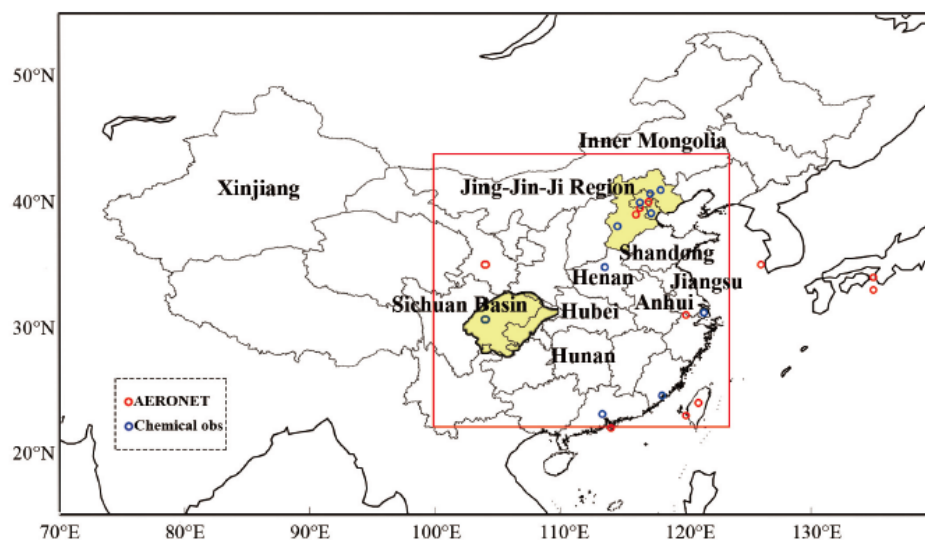 50°N
Inner Mongolia
Xinjiang
Jing-Jin-Ji Region
40°N
Shandong
Henan
Jiangsu
Sichuan Basin
Hubei
Anhui
30°N
Hunan
AERONET
Chemical obs
20°N
70°E 80°E 90°E 100°E 110°E 120°E 130°E